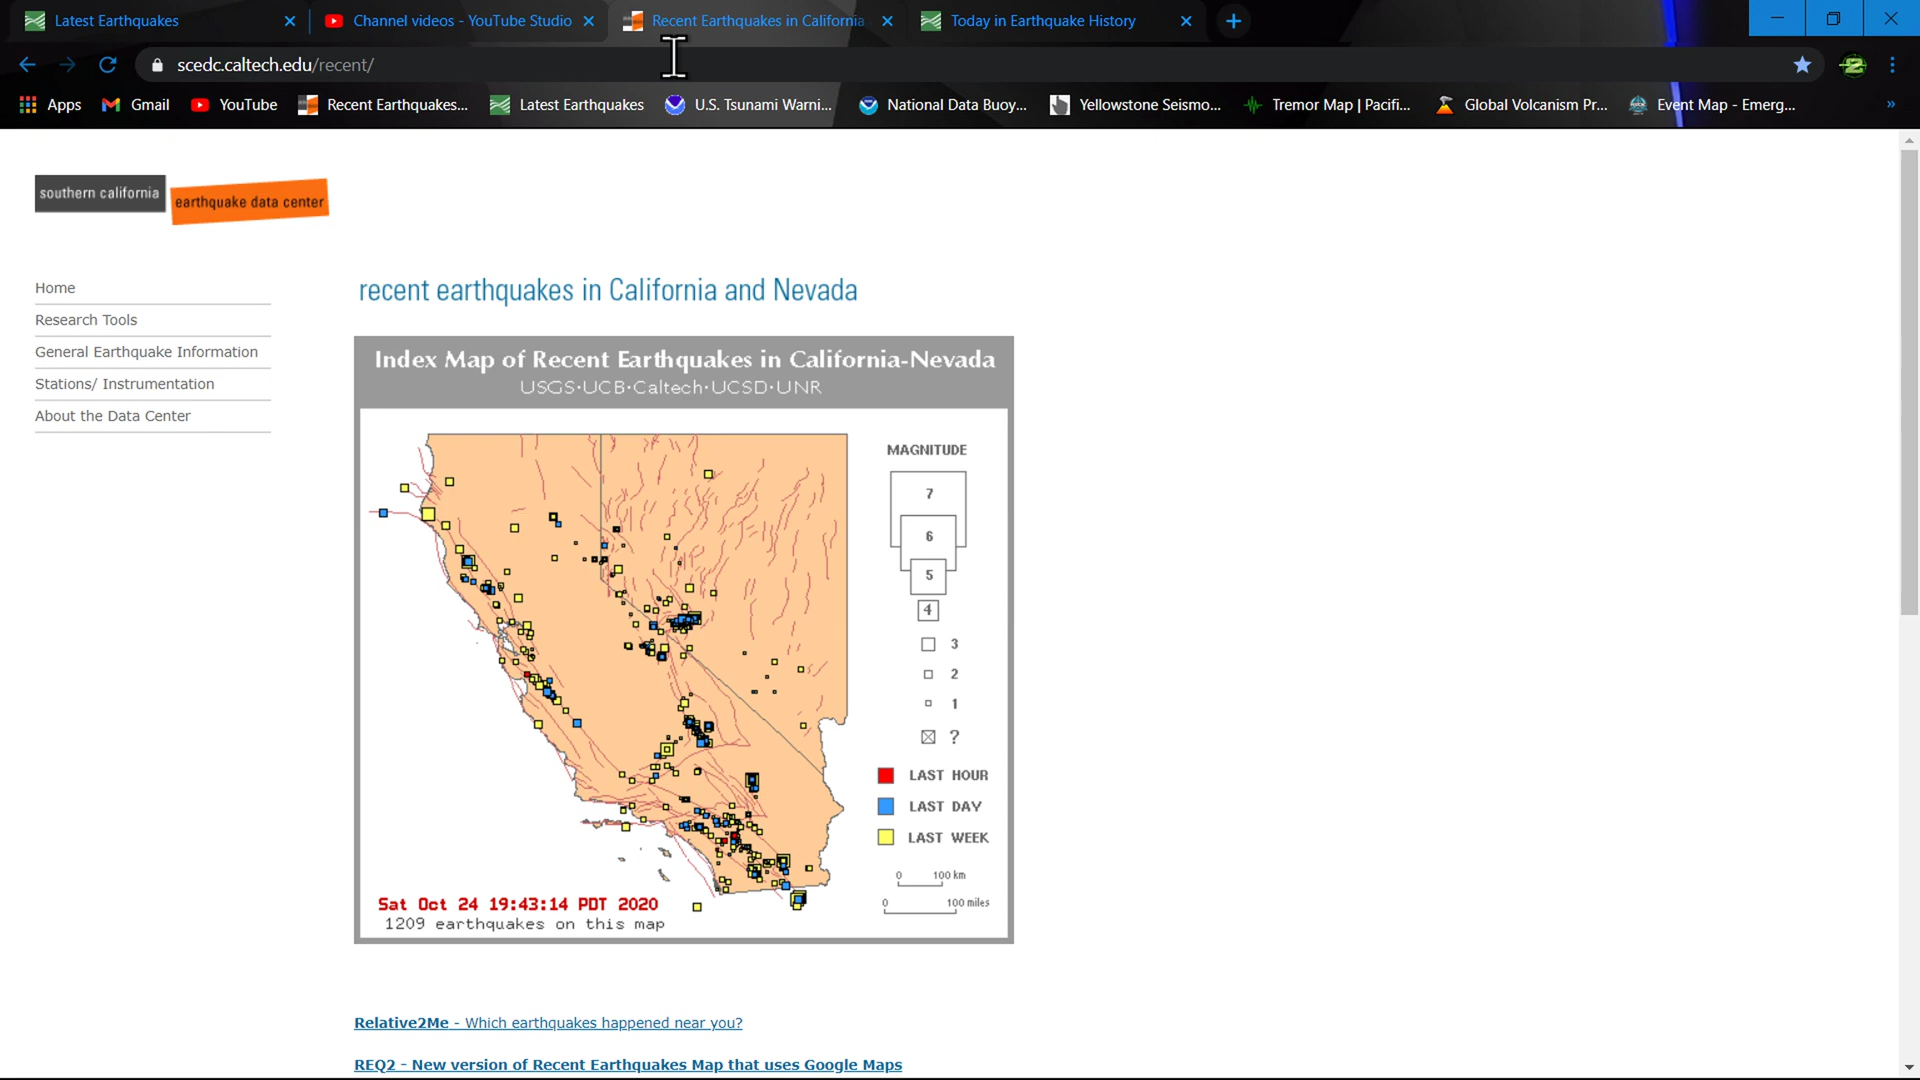 Latest Earthquakes
Channel videos - YouTube Studio
Recent Earthquakes in California
Today in Earthquake History
scedc.caltech.edu/recent/
Apps
Gmail
YouTube
Recent Earthquakes...
Latest Earthquakes
U.S. Tsunami Warni...
National Data Buoy...
Yellowstone Seismo...
Tremor Map | Pacifi...
Global Volcanism Pr...
Event Map - Emerg...
»
southern california
earthquake data center
Home
Research Tools
General Earthquake Information
Stations/ Instrumentation
About the Data Center
recent earthquakes in California and Nevada
Index Map of Recent Earthquakes in California-Nevada
USGS·UCB·Caltech·UCSD·UNR
MAGNITUDE
7
6
5
4
3
2
1
?
LAST HOUR
LAST DAY
LAST WEEK
0 100 km
0 100 miles
Sat Oct 24 19:43:14 PDT 2020
1209 earthquakes on this map
Relative2Me - Which earthquakes happened near you?
REQ2 - New version of Recent Earthquakes Map that uses Google Maps